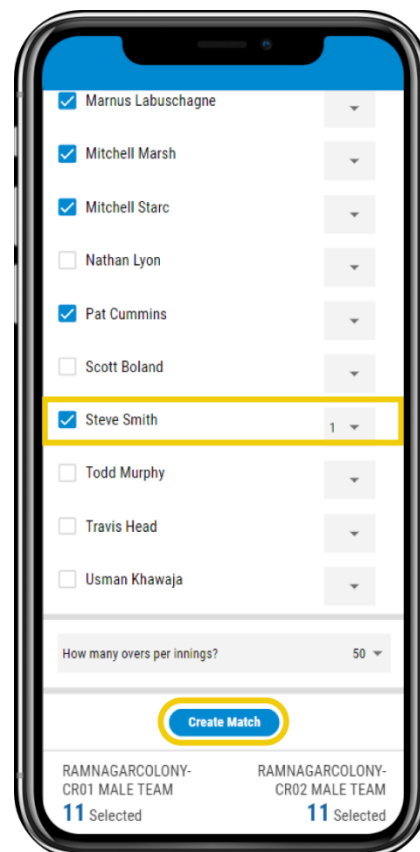 Marnus Labuschagne
Mitchell Marsh
Mitchell Starc
Nathan Lyon
Pat Cummins
Scott Boland
Steve Smith 1
Todd Murphy
Travis Head
Usman Khawaja
How many overs per innings? 50
Create Match
RAMNAGARCOLONY-
CR01 MALE TEAM
11 Selected
RAMNAGARCOLONY-
CR02 MALE TEAM
11 Selected